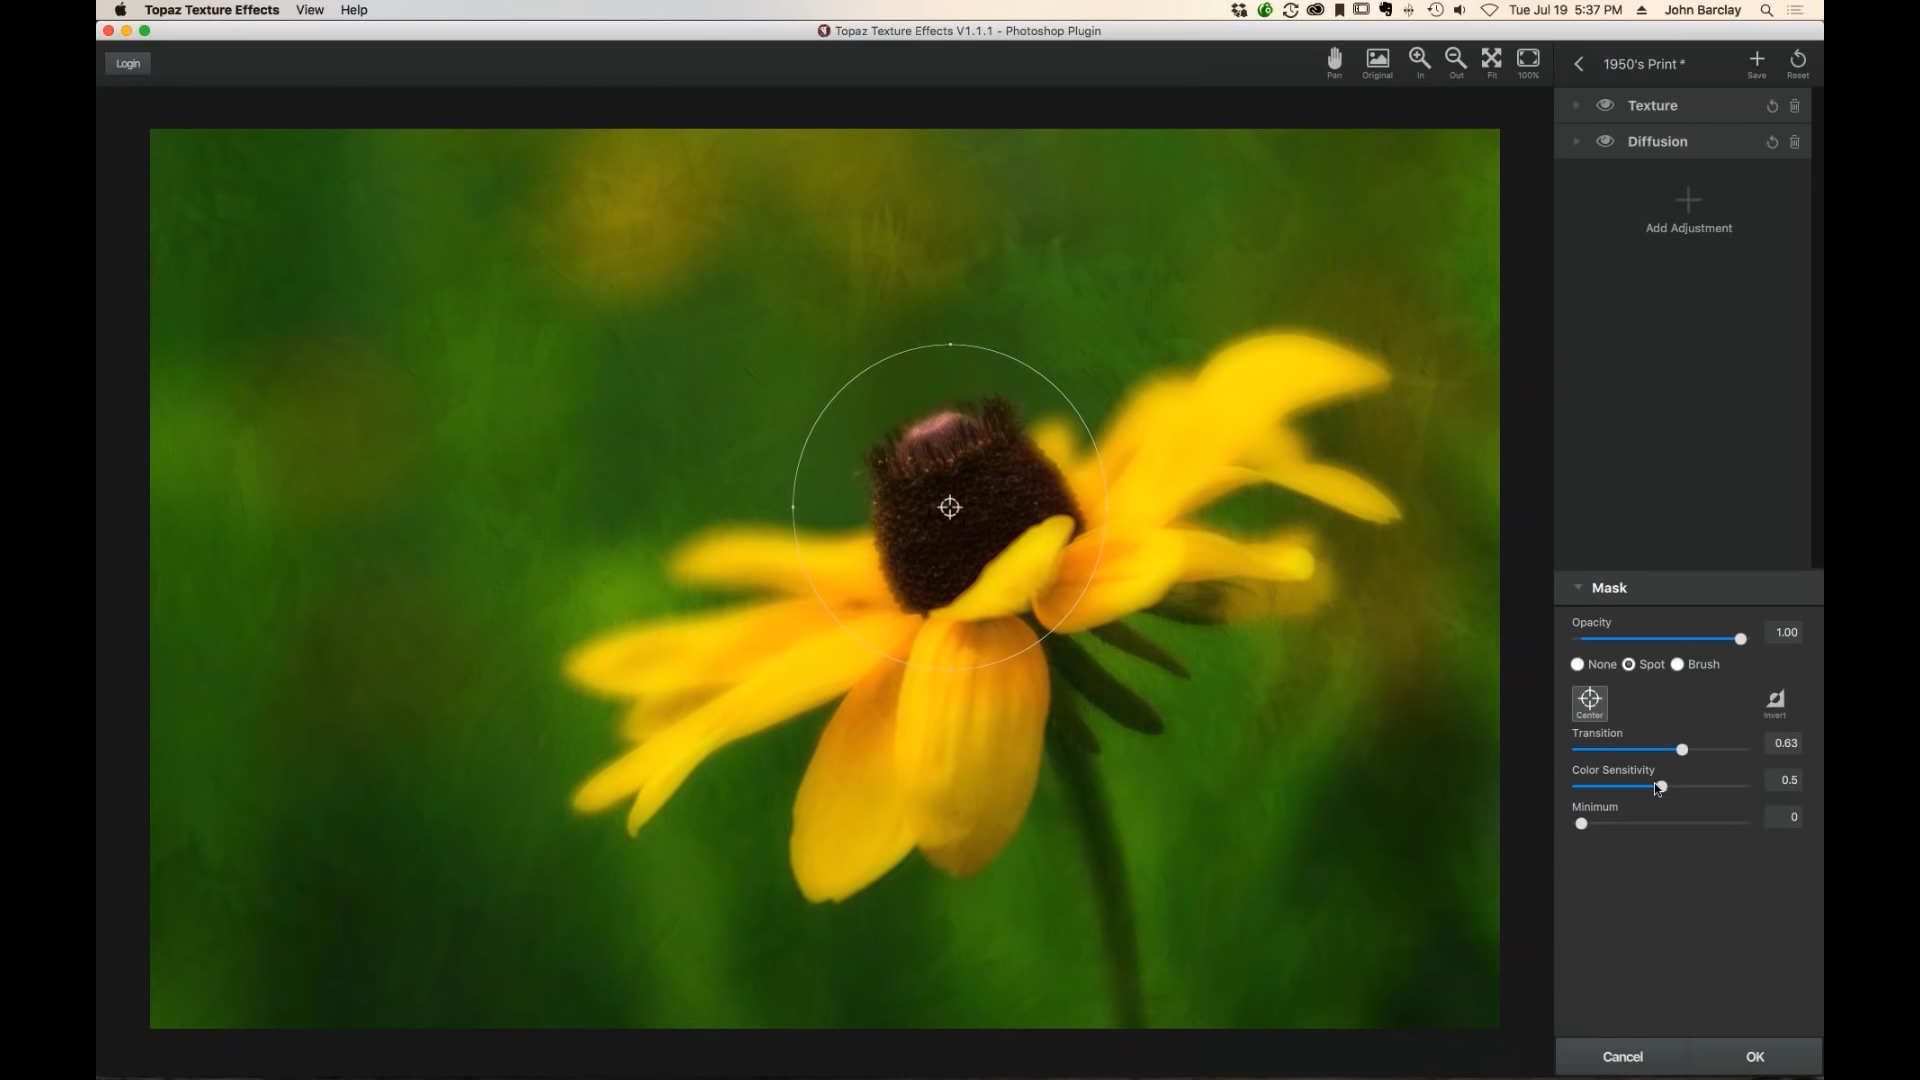 Topaz Texture Effects View Help Tue Jul 19 5:37 PM John Barclay
Topaz Texture Effects V1.1.1 - Photoshop Plugin
Login
Pan Original In Out Fit 100%
1950's Print *
Save Reset
Texture
Diffusion
Add Adjustment
Mask
Opacity
1.00
None Spot Brush
Center Invert
Transition
0.63
Color Sensitivity
0.5
Minimum
0
Cancel OK